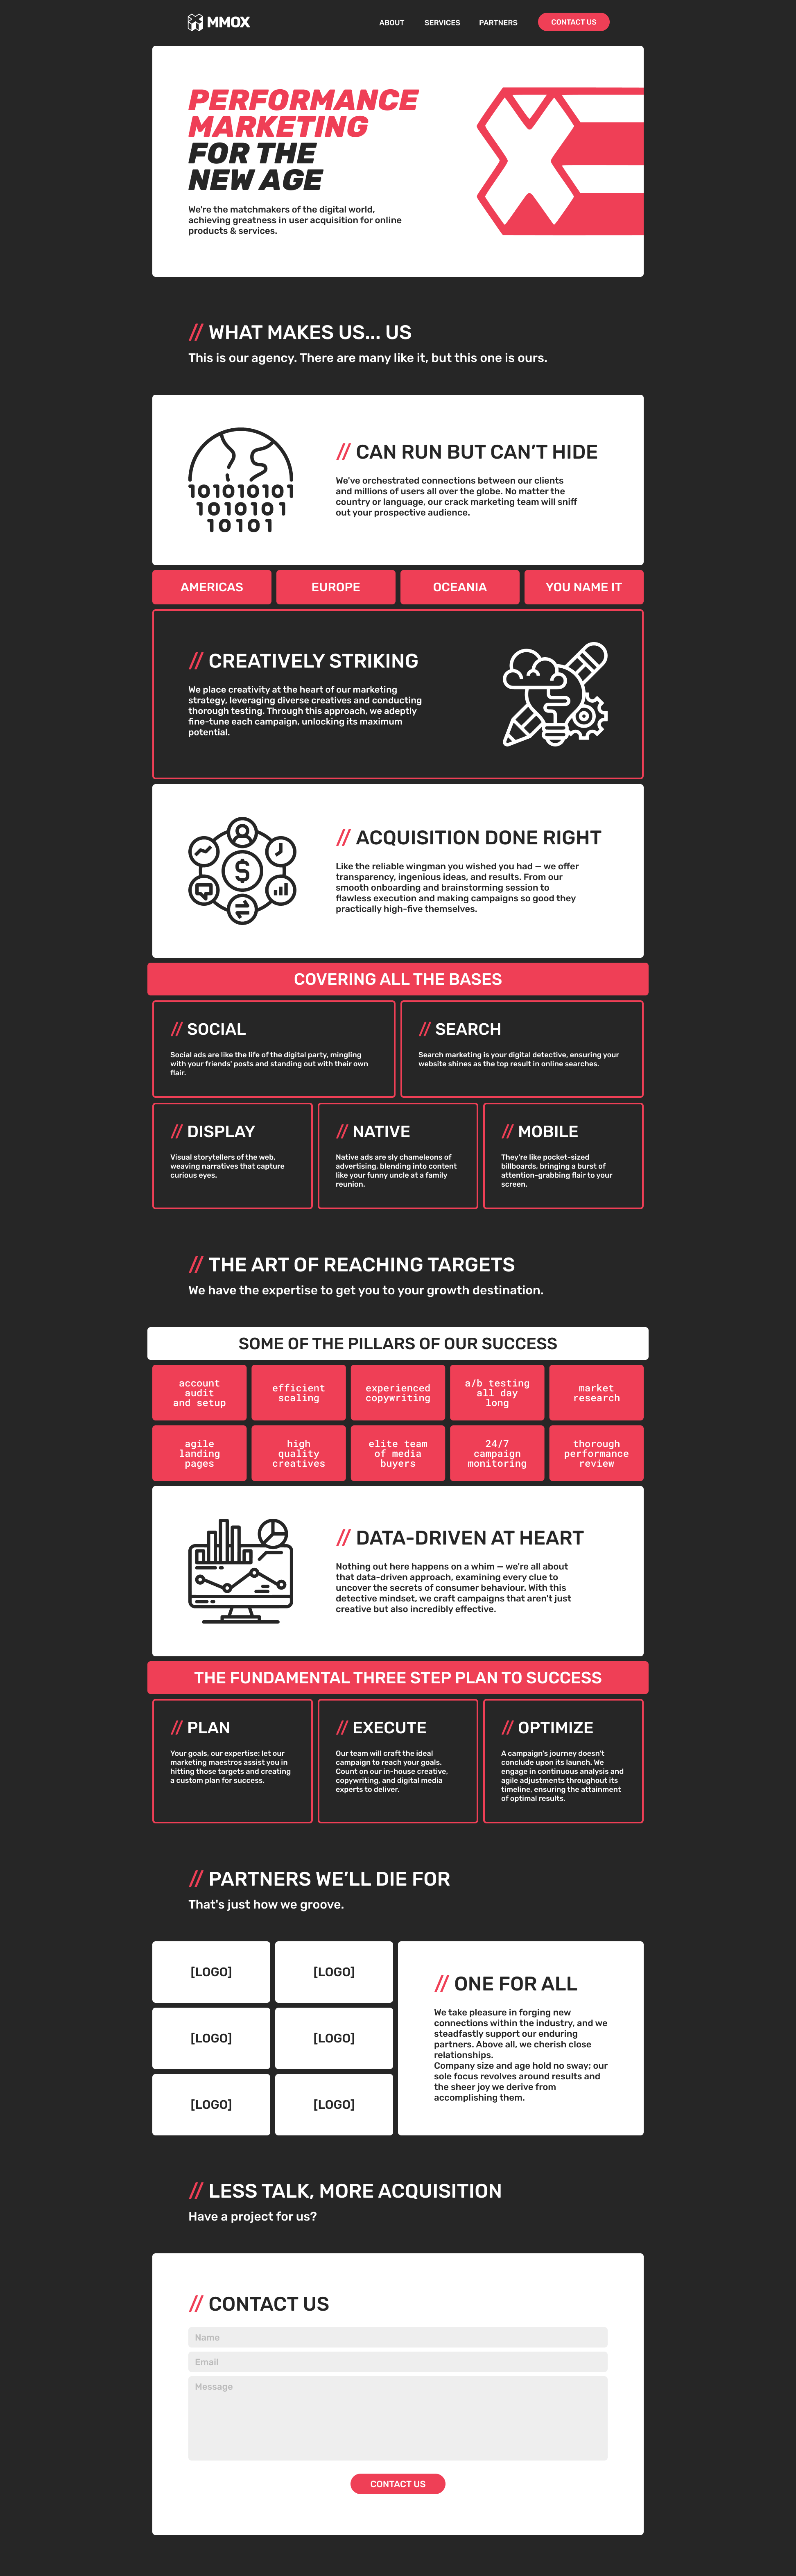 MMOX
ABOUT
SERVICES
PARTNERS
CONTACT US
PERFORMANCE
MARKETING
FOR THE
NEW AGE
We're the matchmakers of the digital world,
achieving greatness in user acquisition for online
products & services.
// WHAT MAKES US... US
This is our agency. There are many like it, but this one is ours.
101010101
1010101
10101
// CAN RUN BUT CAN'T HIDE
We've orchestrated connections between our clients
and millions of users all over the globe. No matter the
country or language, our crack marketing team will sniff
out your prospective audience.
AMERICAS
EUROPE
OCEANIA
YOU NAME IT
// CREATIVELY STRIKING
We place creativity at the heart of our marketing
strategy, leveraging diverse creatives and conducting
thorough testing. Through this approach, we adeptly
fine-tune each campaign, unlocking its maximum
potential.
$
// ACQUISITION DONE RIGHT
Like the reliable wingman you wished you had — we offer
transparency, ingenious ideas, and results. From our
smooth onboarding and brainstorming session to
flawless execution and making campaigns so good they
practically high-five themselves.
COVERING ALL THE BASES
// SOCIAL
Social ads are like the life of the digital party, mingling
with your friends' posts and standing out with their own
flair.
// SEARCH
Search marketing is your digital detective, ensuring your
website shines as the top result in online searches.
// DISPLAY
Visual storytellers of the web,
weaving narratives that capture
curious eyes.
// NATIVE
Native ads are sly chameleons of
advertising, blending into content
like your funny uncle at a family
reunion.
// MOBILE
They're like pocket-sized
billboards, bringing a burst of
attention-grabbing flair to your
screen.
// THE ART OF REACHING TARGETS
We have the expertise to get you to your growth destination.
SOME OF THE PILLARS OF OUR SUCCESS
account
audit
and setup
efficient
scaling
experienced
copywriting
a/b testing
all day
long
market
research
agile
landing
pages
high
quality
creatives
elite team
of media
buyers
24/7
campaign
monitoring
thorough
performance
review
// DATA-DRIVEN AT HEART
Nothing out here happens on a whim — we're all about
that data-driven approach, examining every clue to
uncover the secrets of consumer behaviour. With this
detective mindset, we craft campaigns that aren't just
creative but also incredibly effective.
THE FUNDAMENTAL THREE STEP PLAN TO SUCCESS
// PLAN
Your goals, our expertise: let our
marketing maestros assist you in
hitting those targets and creating
a custom plan for success.
// EXECUTE
Our team will craft the ideal
campaign to reach your goals.
Count on our in-house creative,
copywriting, and digital media
experts to deliver.
// OPTIMIZE
A campaign's journey doesn't
conclude upon its launch. We
engage in continuous analysis and
agile adjustments throughout its
timeline, ensuring the attainment
of optimal results.
// PARTNERS WE'LL DIE FOR
That's just how we groove.
[LOGO]
[LOGO]
[LOGO]
[LOGO]
[LOGO]
[LOGO]
// ONE FOR ALL
We take pleasure in forging new
connections within the industry, and we
steadfastly support our enduring
partners. Above all, we cherish close
relationships.
Company size and age hold no sway; our
sole focus revolves around results and
the sheer joy we derive from
accomplishing them.
// LESS TALK, MORE ACQUISITION
Have a project for us?
// CONTACT US
Name
Email
Message
CONTACT US